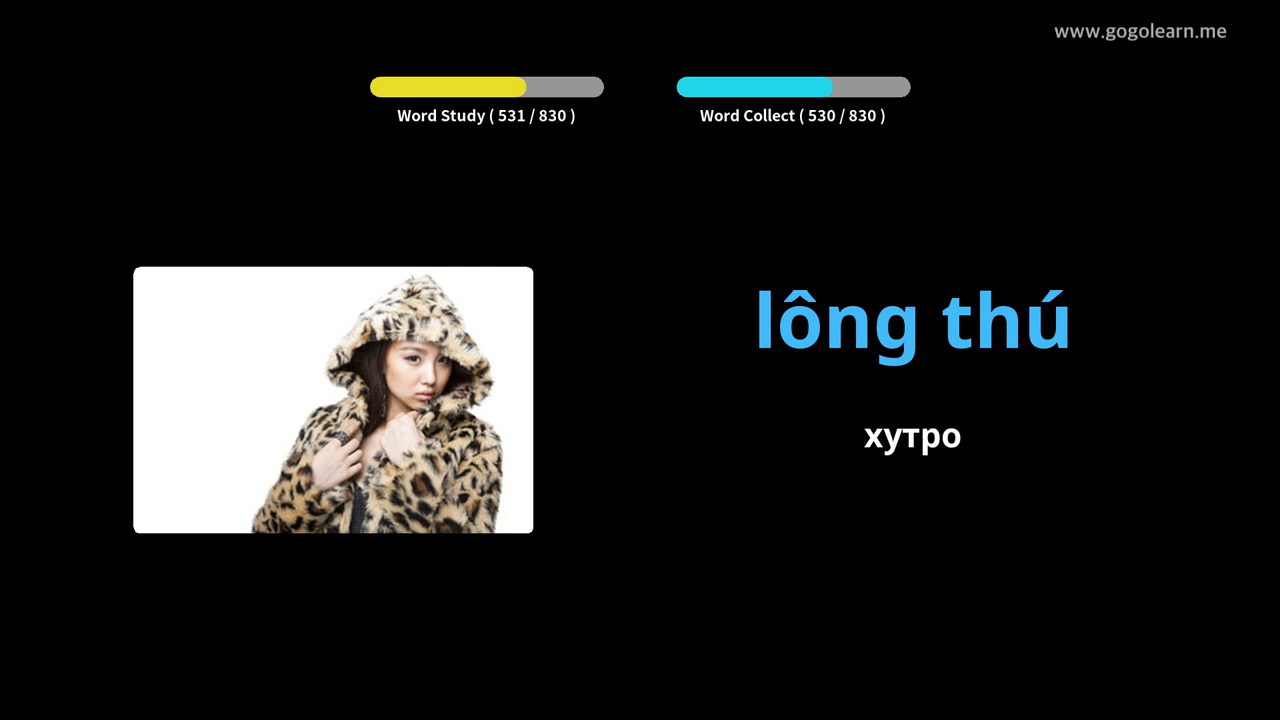 www.gogolearn.me
Word Study ( 531 / 830 )
Word Collect ( 530 / 830 )
lông thú
хутро